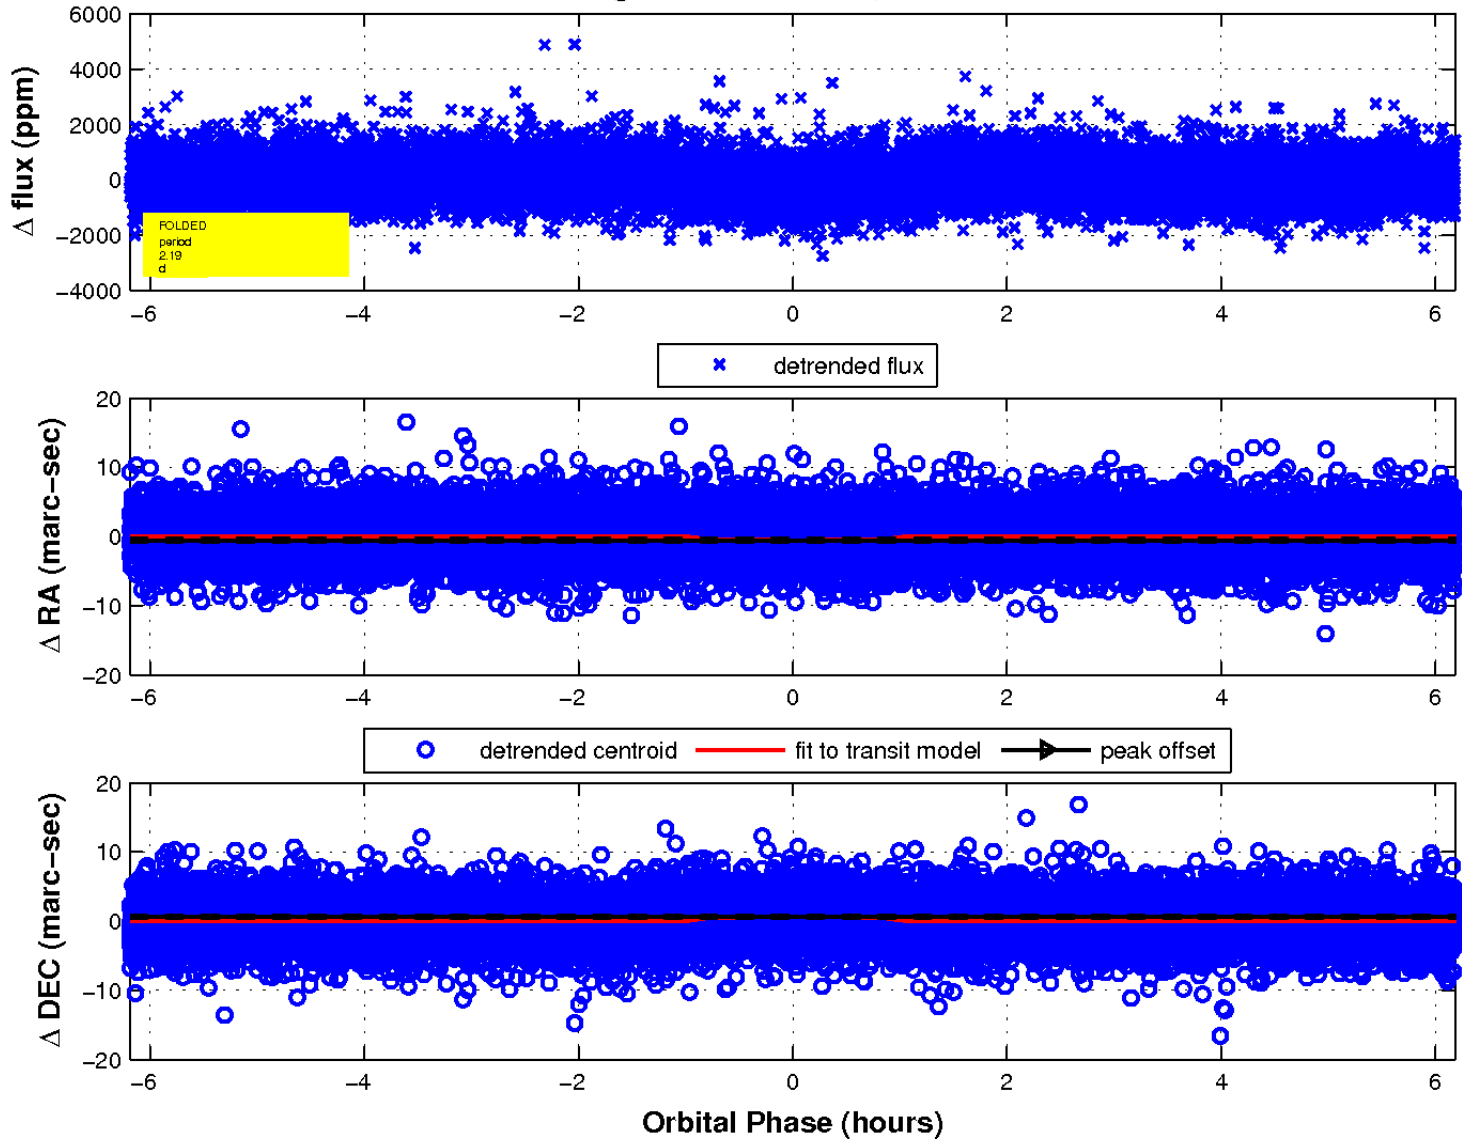 6000
4000
2000
0
−2000
−4000
Δ flux (ppm)
FOLDED
period
2.19
d
−6 −4 −2 0 2 4 6
detrended flux
20
10
0
−10
−20
Δ RA (marc−sec)
−6 −4 −2 0 2 4 6
detrended centroid fit to transit model peak offset
20
10
0
−10
−20
Δ DEC (marc−sec)
−6 −4 −2 0 2 4 6
Orbital Phase (hours)